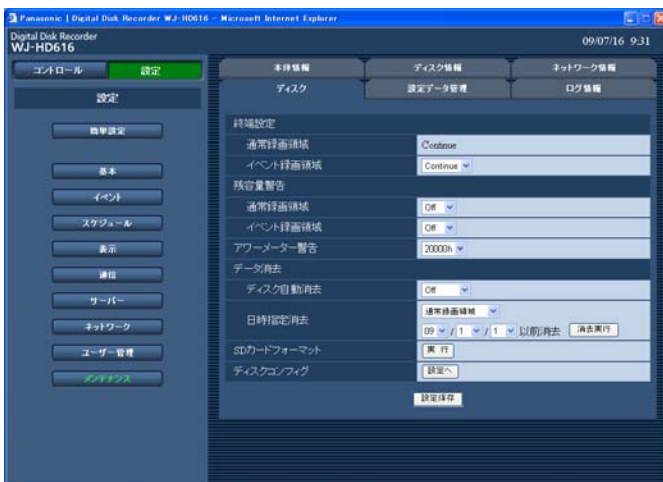 Panasonic | Digital Disk Recorder WJ-HD616 - Microsoft Internet Explorer
Digital Disk Recorder
WJ-HD616
09/07/16 9:31
コントロール 設定
本体情報 ディスク情報 ネットワーク情報
ディスク 設定データ管理 ログ情報
設定
簡単設定
基本
イベント
スケジュール
表示
通信
サーバー
ネットワーク
ユーザー管理
メンテナンス
終端設定
通常録画領域 Continue
イベント録画領域 Continue
残容量警告
通常録画領域 Off
イベント録画領域 Off
アワーメーター警告 20000h
データ消去
ディスク自動消去 Off
日時指定消去 通常録画領域
09 / 1 / 1 以前消去 消去実行
SDカードフォーマット 実行
ディスクコンフィグ 設定へ
設定保存